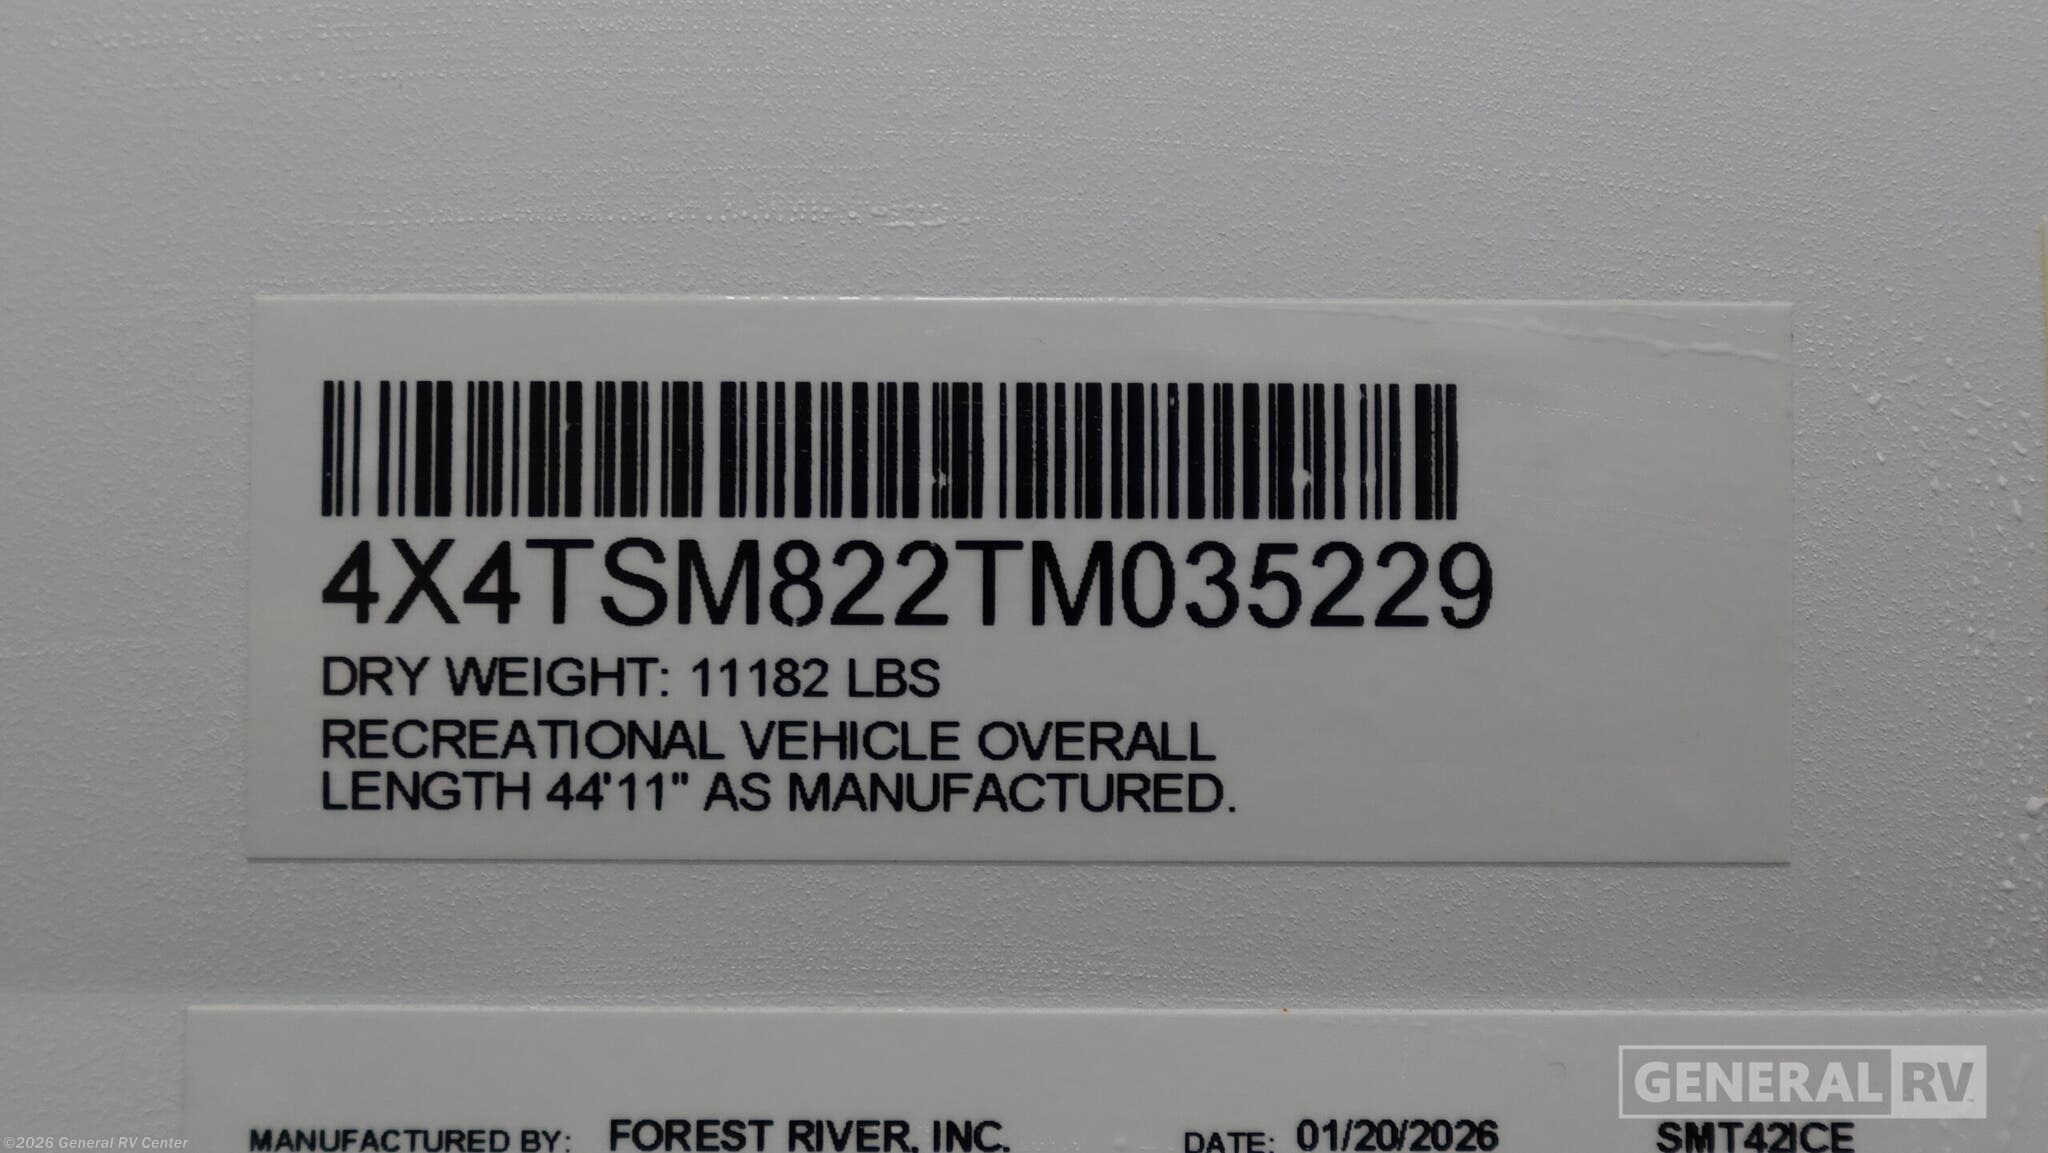 4X4TSM822TM035229
DRY WEIGHT: 11182 LBS
RECREATIONAL VEHICLE OVERALL
LENGTH 44'11" AS MANUFACTURED.
GENERAL RV
MANUFACTURED BY: FOREST RIVER, INC. DATE: 01/20/2026 SMT42ICE
©2026 General RV Center